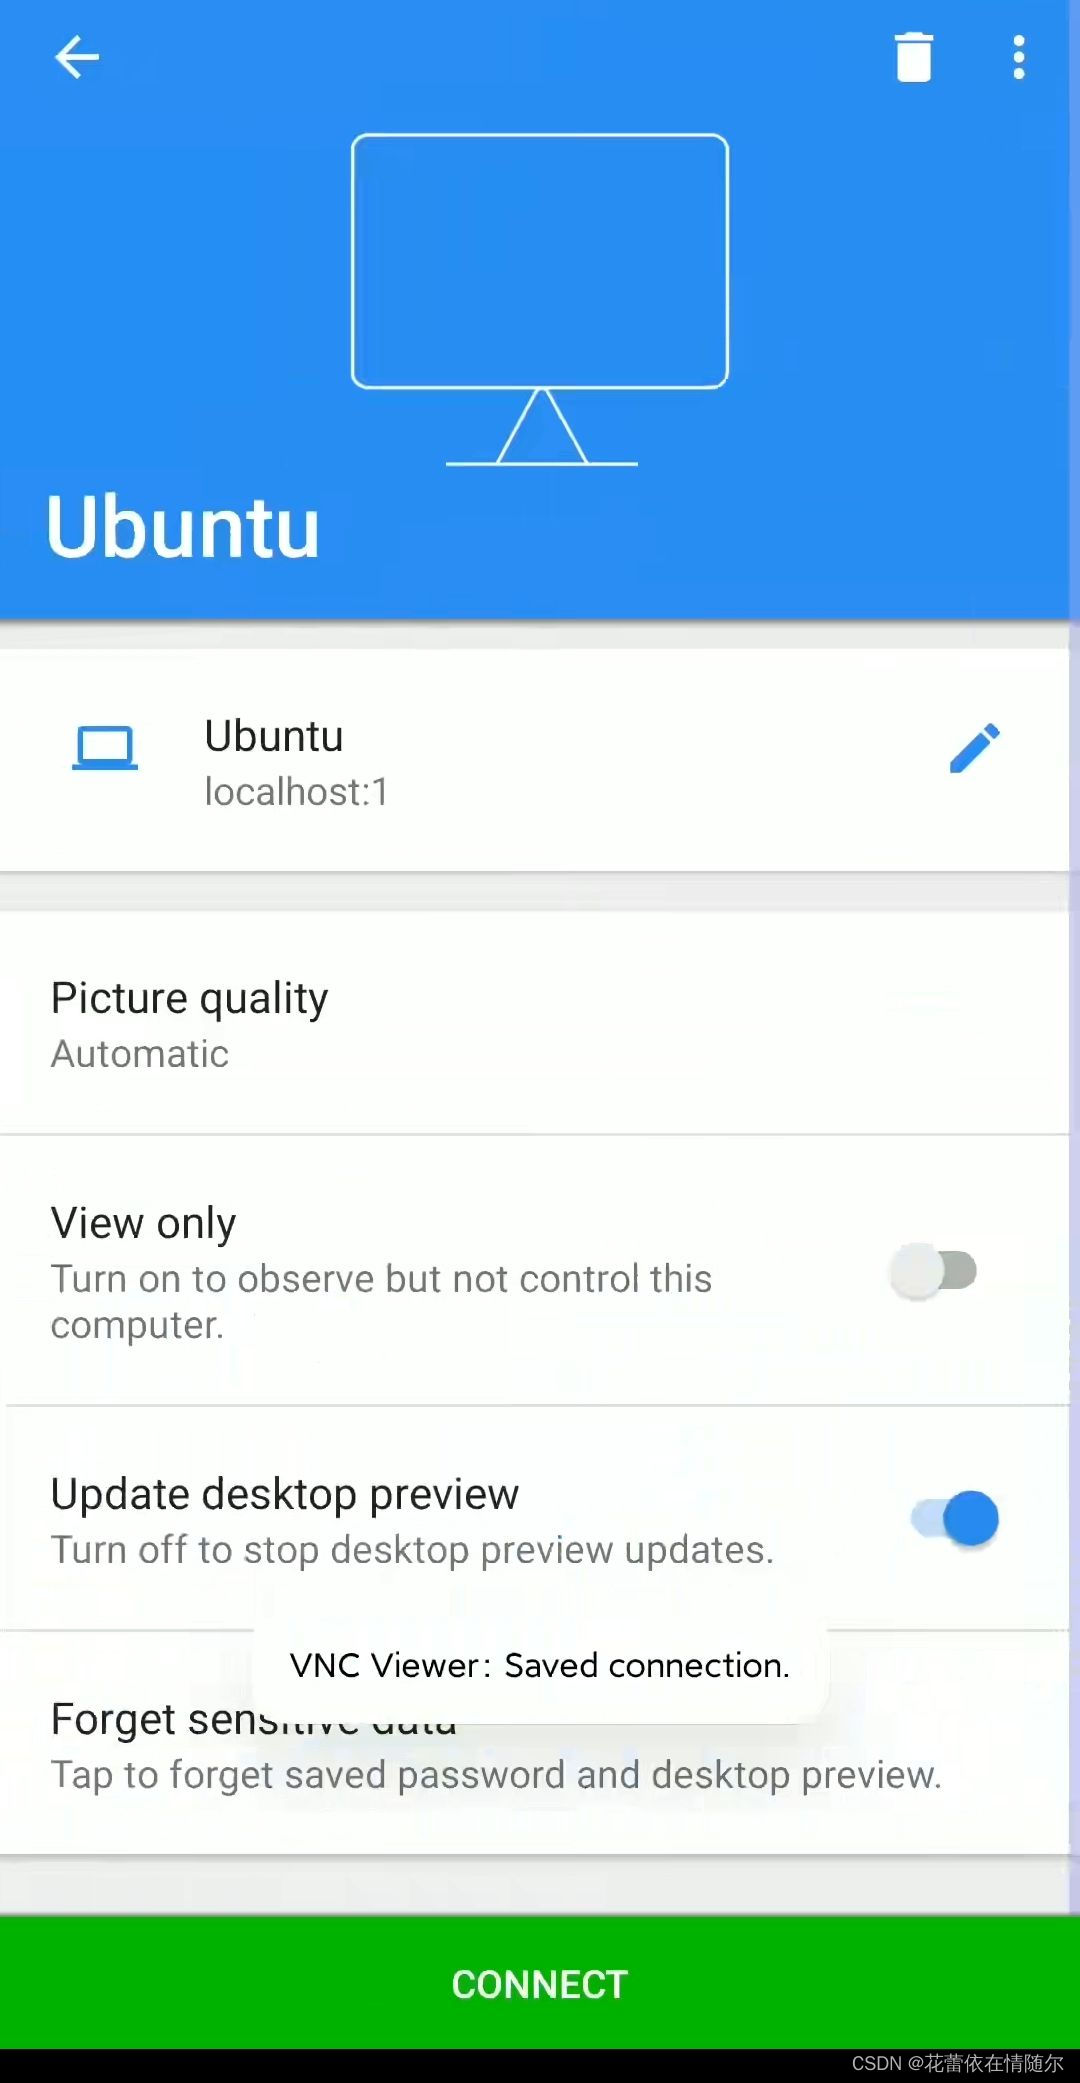 Ubuntu
Ubuntu
localhost:1
Picture quality
Automatic
View only
Turn on to observe but not control this
computer.
Update desktop preview
Turn off to stop desktop preview updates.
VNC Viewer: Saved connection.
Forget sensitive data
Tap to forget saved password and desktop preview.
CONNECT
CSDN @花蕾依在情随尔